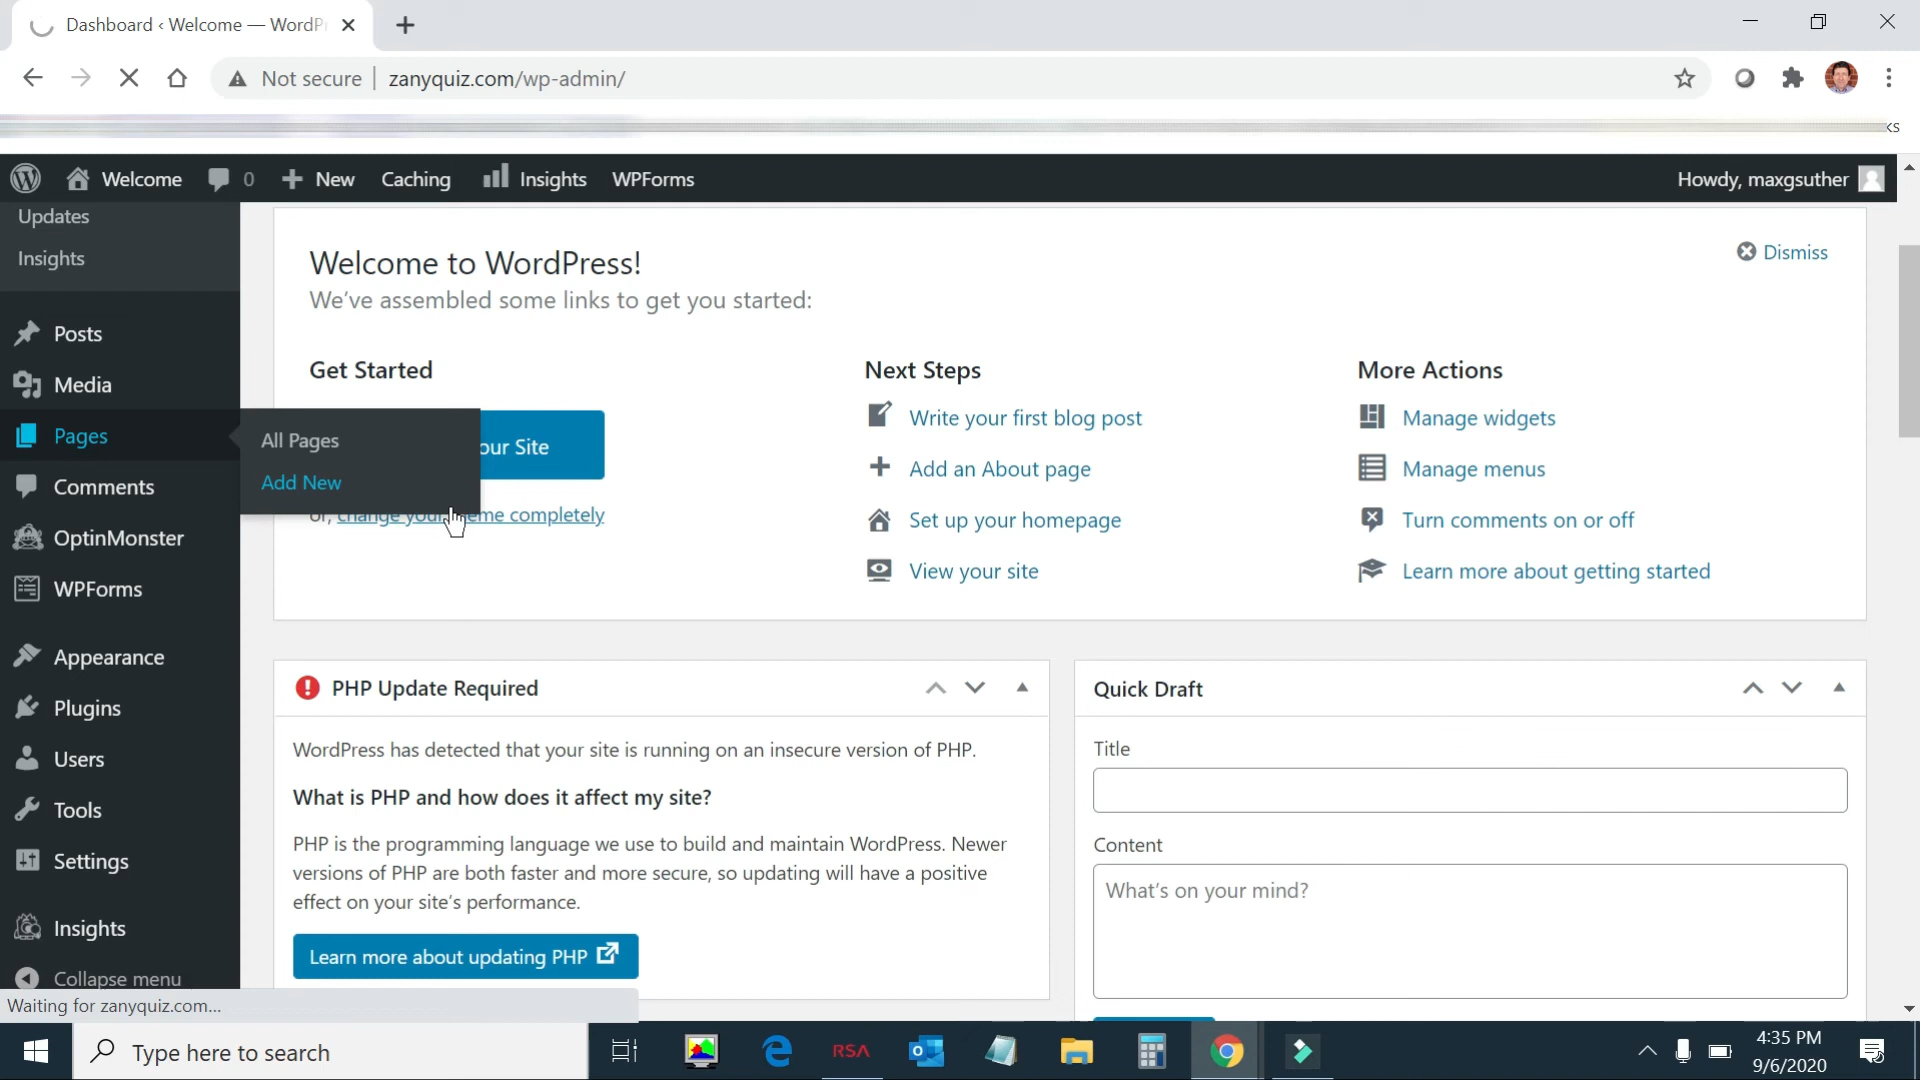 Dashboard ‹ Welcome — WordPr
Not secure
zanyquiz.com/wp-admin/
Welcome
0
New
Caching
Insights
WPForms
Howdy, maxgsuther
Updates
Insights
Posts
Media
Pages
Comments
OptinMonster
WPForms
Appearance
Plugins
Users
Tools
Settings
Insights
Collapse menu
All Pages
Add New
Welcome to WordPress!
We've assembled some links to get you started:
Dismiss
Get Started
our Site
or, change your theme completely
Next Steps
Write your first blog post
Add an About page
Set up your homepage
View your site
More Actions
Manage widgets
Manage menus
Turn comments on or off
Learn more about getting started
PHP Update Required
WordPress has detected that your site is running on an insecure version of PHP.
What is PHP and how does it affect my site?
PHP is the programming language we use to build and maintain WordPress. Newer
versions of PHP are both faster and more secure, so updating will have a positive
effect on your site's performance.
Learn more about updating PHP
Quick Draft
Title
Content
What's on your mind?
Waiting for zanyquiz.com...
Type here to search
RSA
4:35 PM
9/6/2020